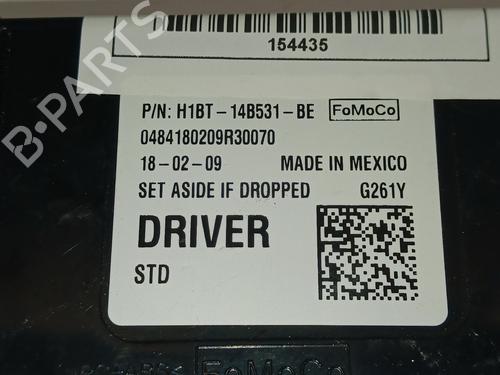 154435
P/N: H1BT-14B531-BE FoMoCo
0484180209R30070
18-02-09 MADE IN MEXICO
SET ASIDE IF DROPPED G261Y
DRIVER
STD
FoMoCo
B-PARTS